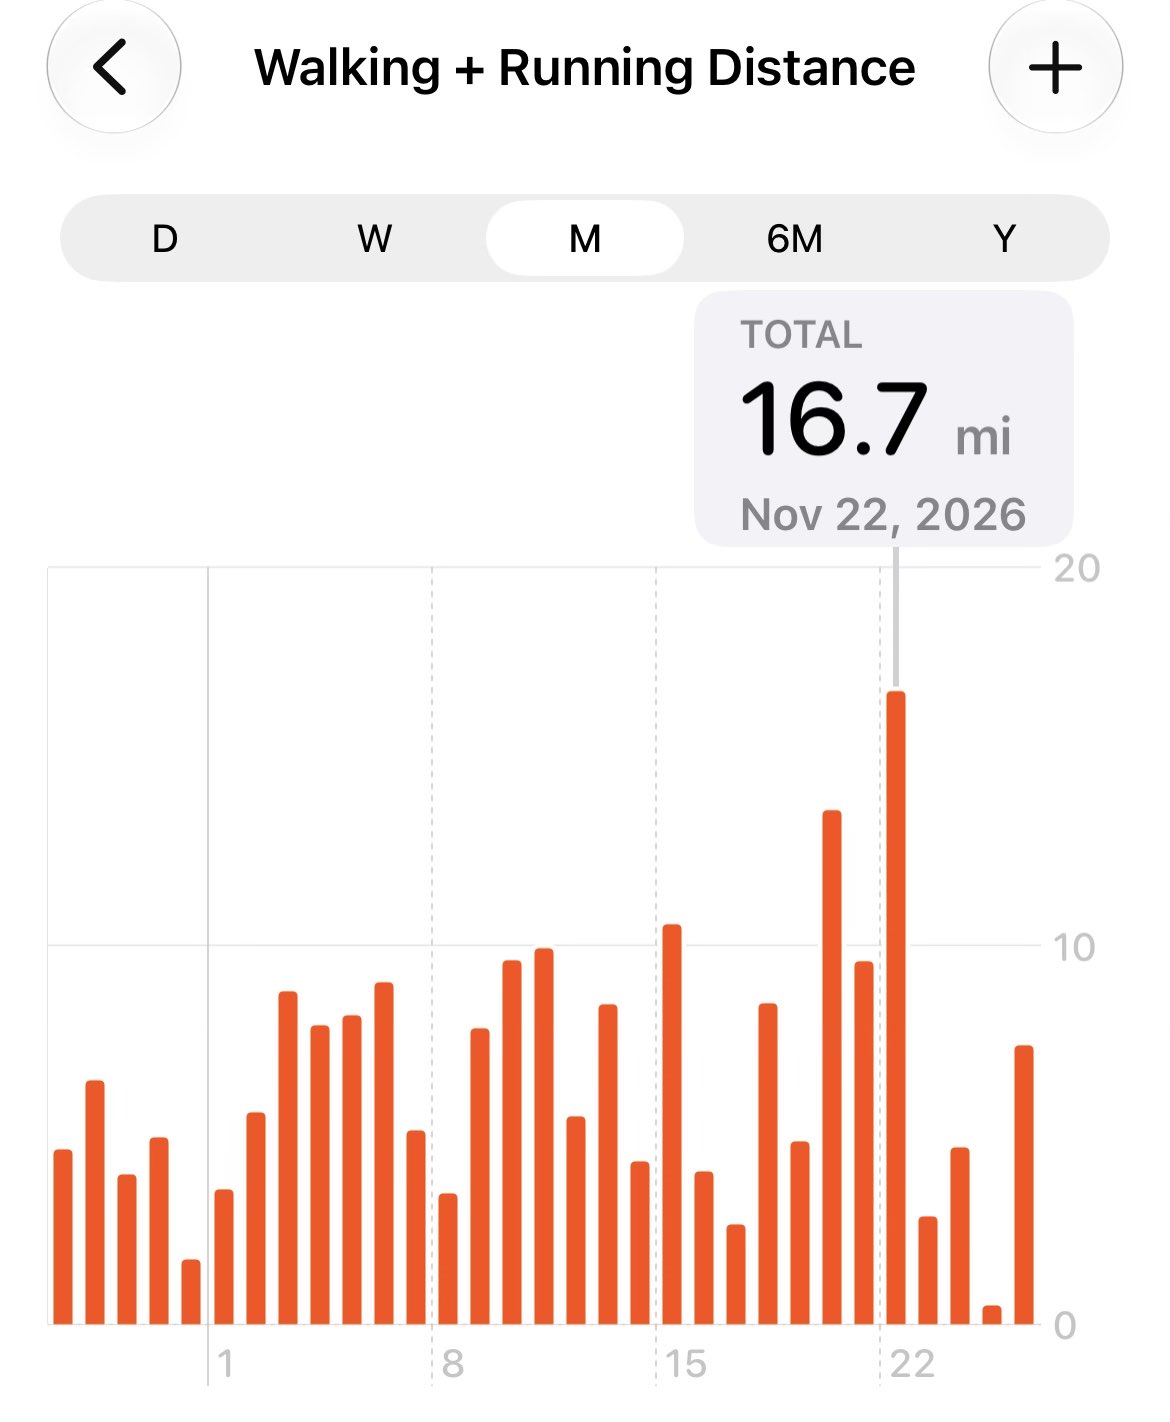 Walking + Running Distance
D W M 6M Y
TOTAL
16.7 mi
Nov 22, 2026
20
10
0
1 8 15 22